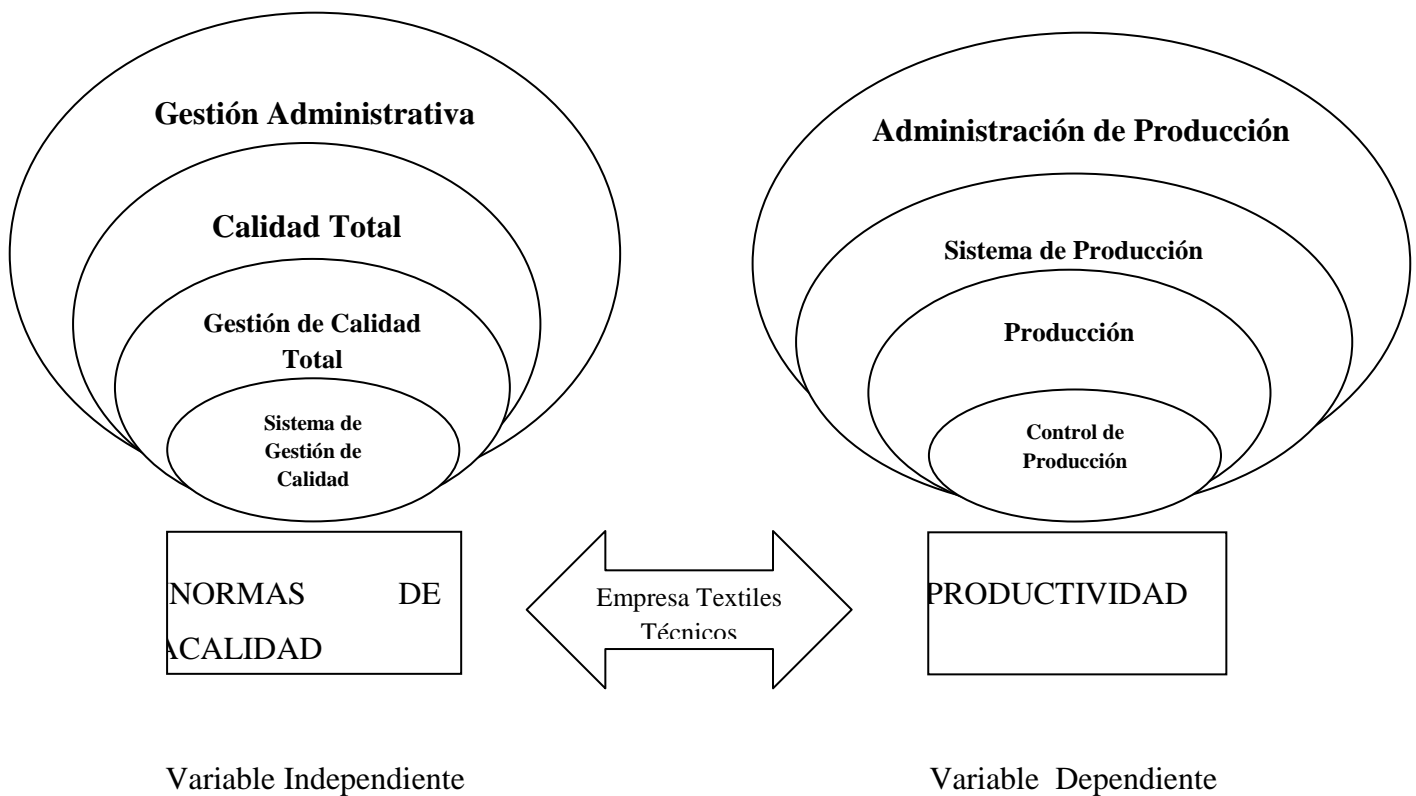 Gestión Administrativa
Calidad Total
Gestión de Calidad
Total
Sistema de
Gestión de
Calidad
Administración de Producción
Sistema de Producción
Producción
Control de
Producción
NORMAS DE
ACALIDAD
Empresa Textiles
Técnicos
PRODUCTIVIDAD
Variable Independiente
Variable Dependiente